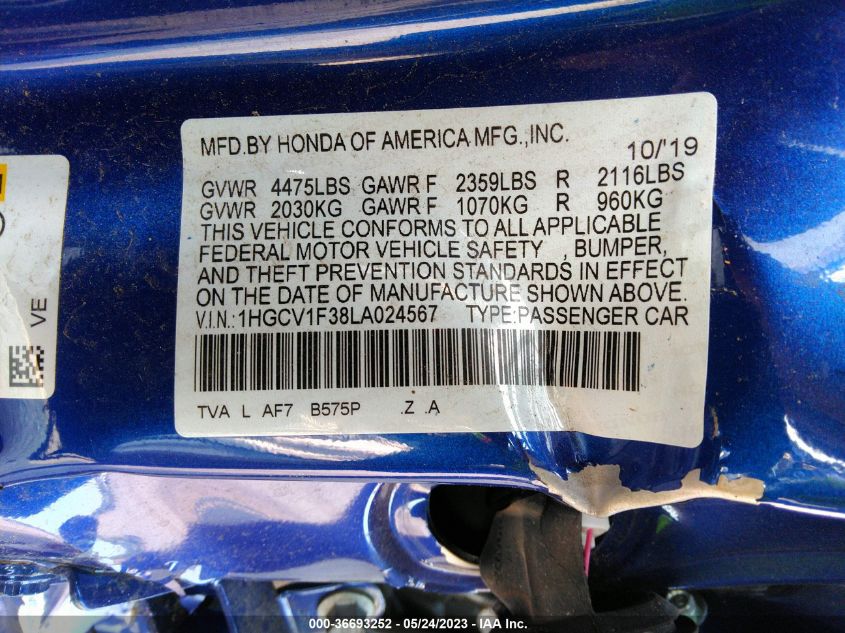 MFD.BY HONDA OF AMERICA MFG.,INC.
10/'19
GVWR 4475LBS GAWR F 2359LBS R 2116LBS
GVWR 2030KG GAWR F 1070KG R 960KG
THIS VEHICLE CONFORMS TO ALL APPLICABLE
FEDERAL MOTOR VEHICLE SAFETY , BUMPER,
AND THEFT PREVENTION STANDARDS IN EFFECT
ON THE DATE OF MANUFACTURE SHOWN ABOVE.
V.I.N.:1HGCV1F38LA024567 TYPE:PASSENGER CAR
TVA L AF7 B575P .Z .A
VE
000-36693252 / 05/24/2023 - IAA Inc.